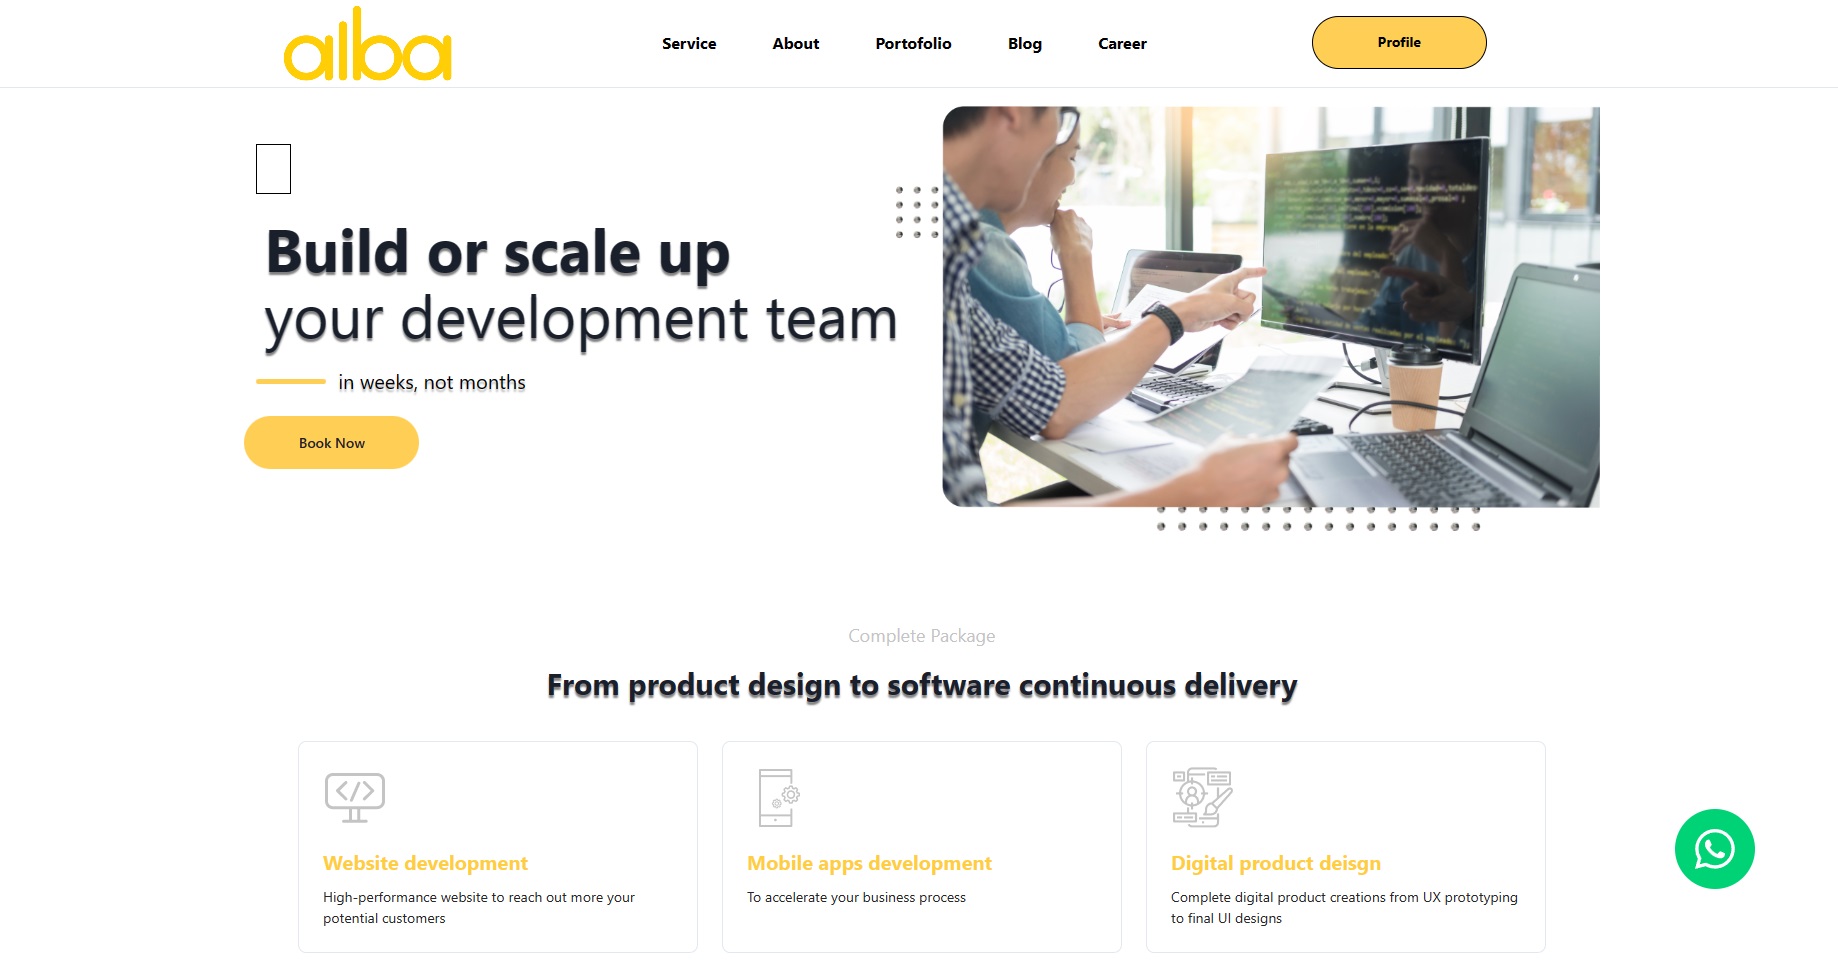 alba
Service
About
Portofolio
Blog
Career
Profile
Build or scale up
your development team
in weeks, not months
Book Now
Complete Package
From product design to software continuous delivery
Website development
High-performance website to reach out more your
potential customers
Mobile apps development
To accelerate your business process
Digital product deisgn
Complete digital product creations from UX prototyping
to final UI designs